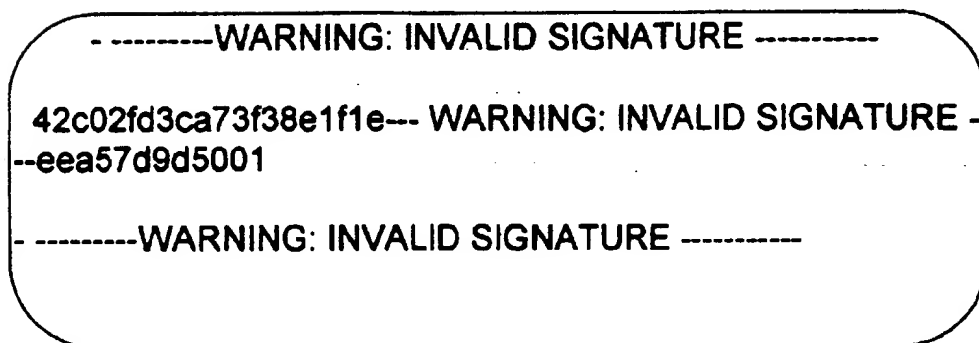 - ---------WARNING: INVALID SIGNATURE -----------
42c02fd3ca73f38e1f1e--- WARNING: INVALID SIGNATURE -
--eea57d9d5001
- ---------WARNING: INVALID SIGNATURE -----------